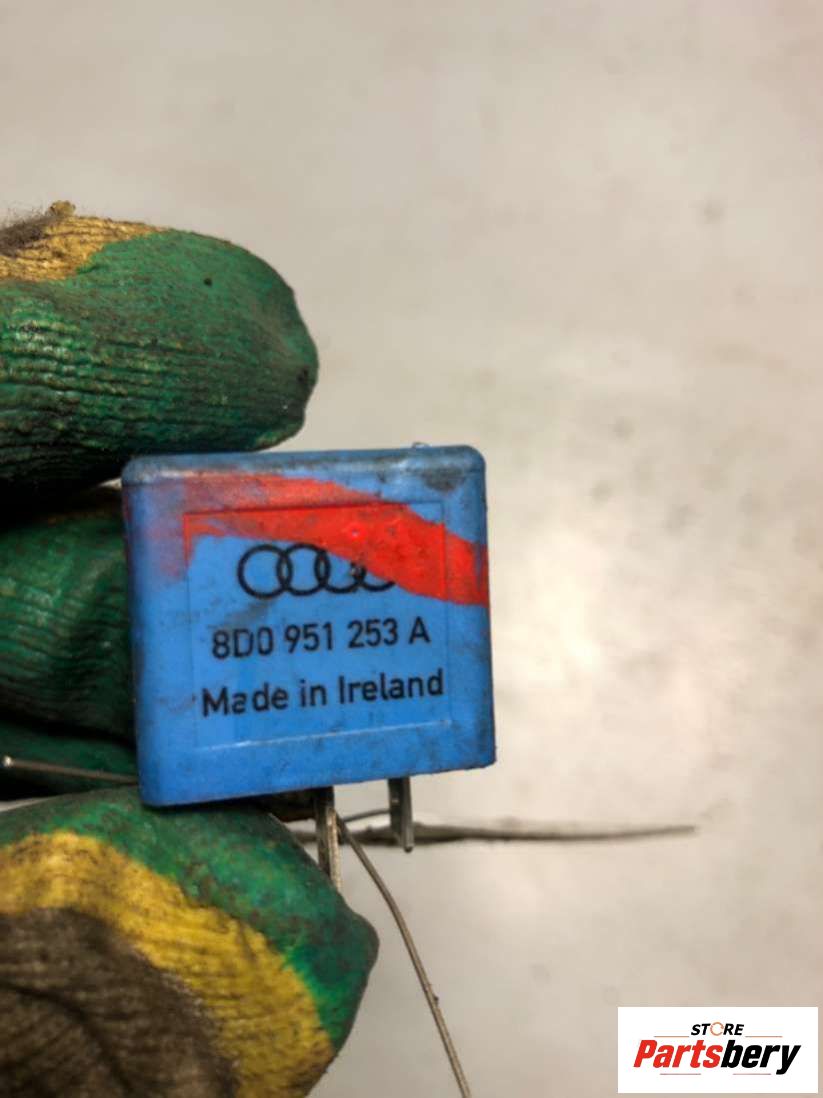 8D0 951 253 A
Made in Ireland
STORE
Partsbery